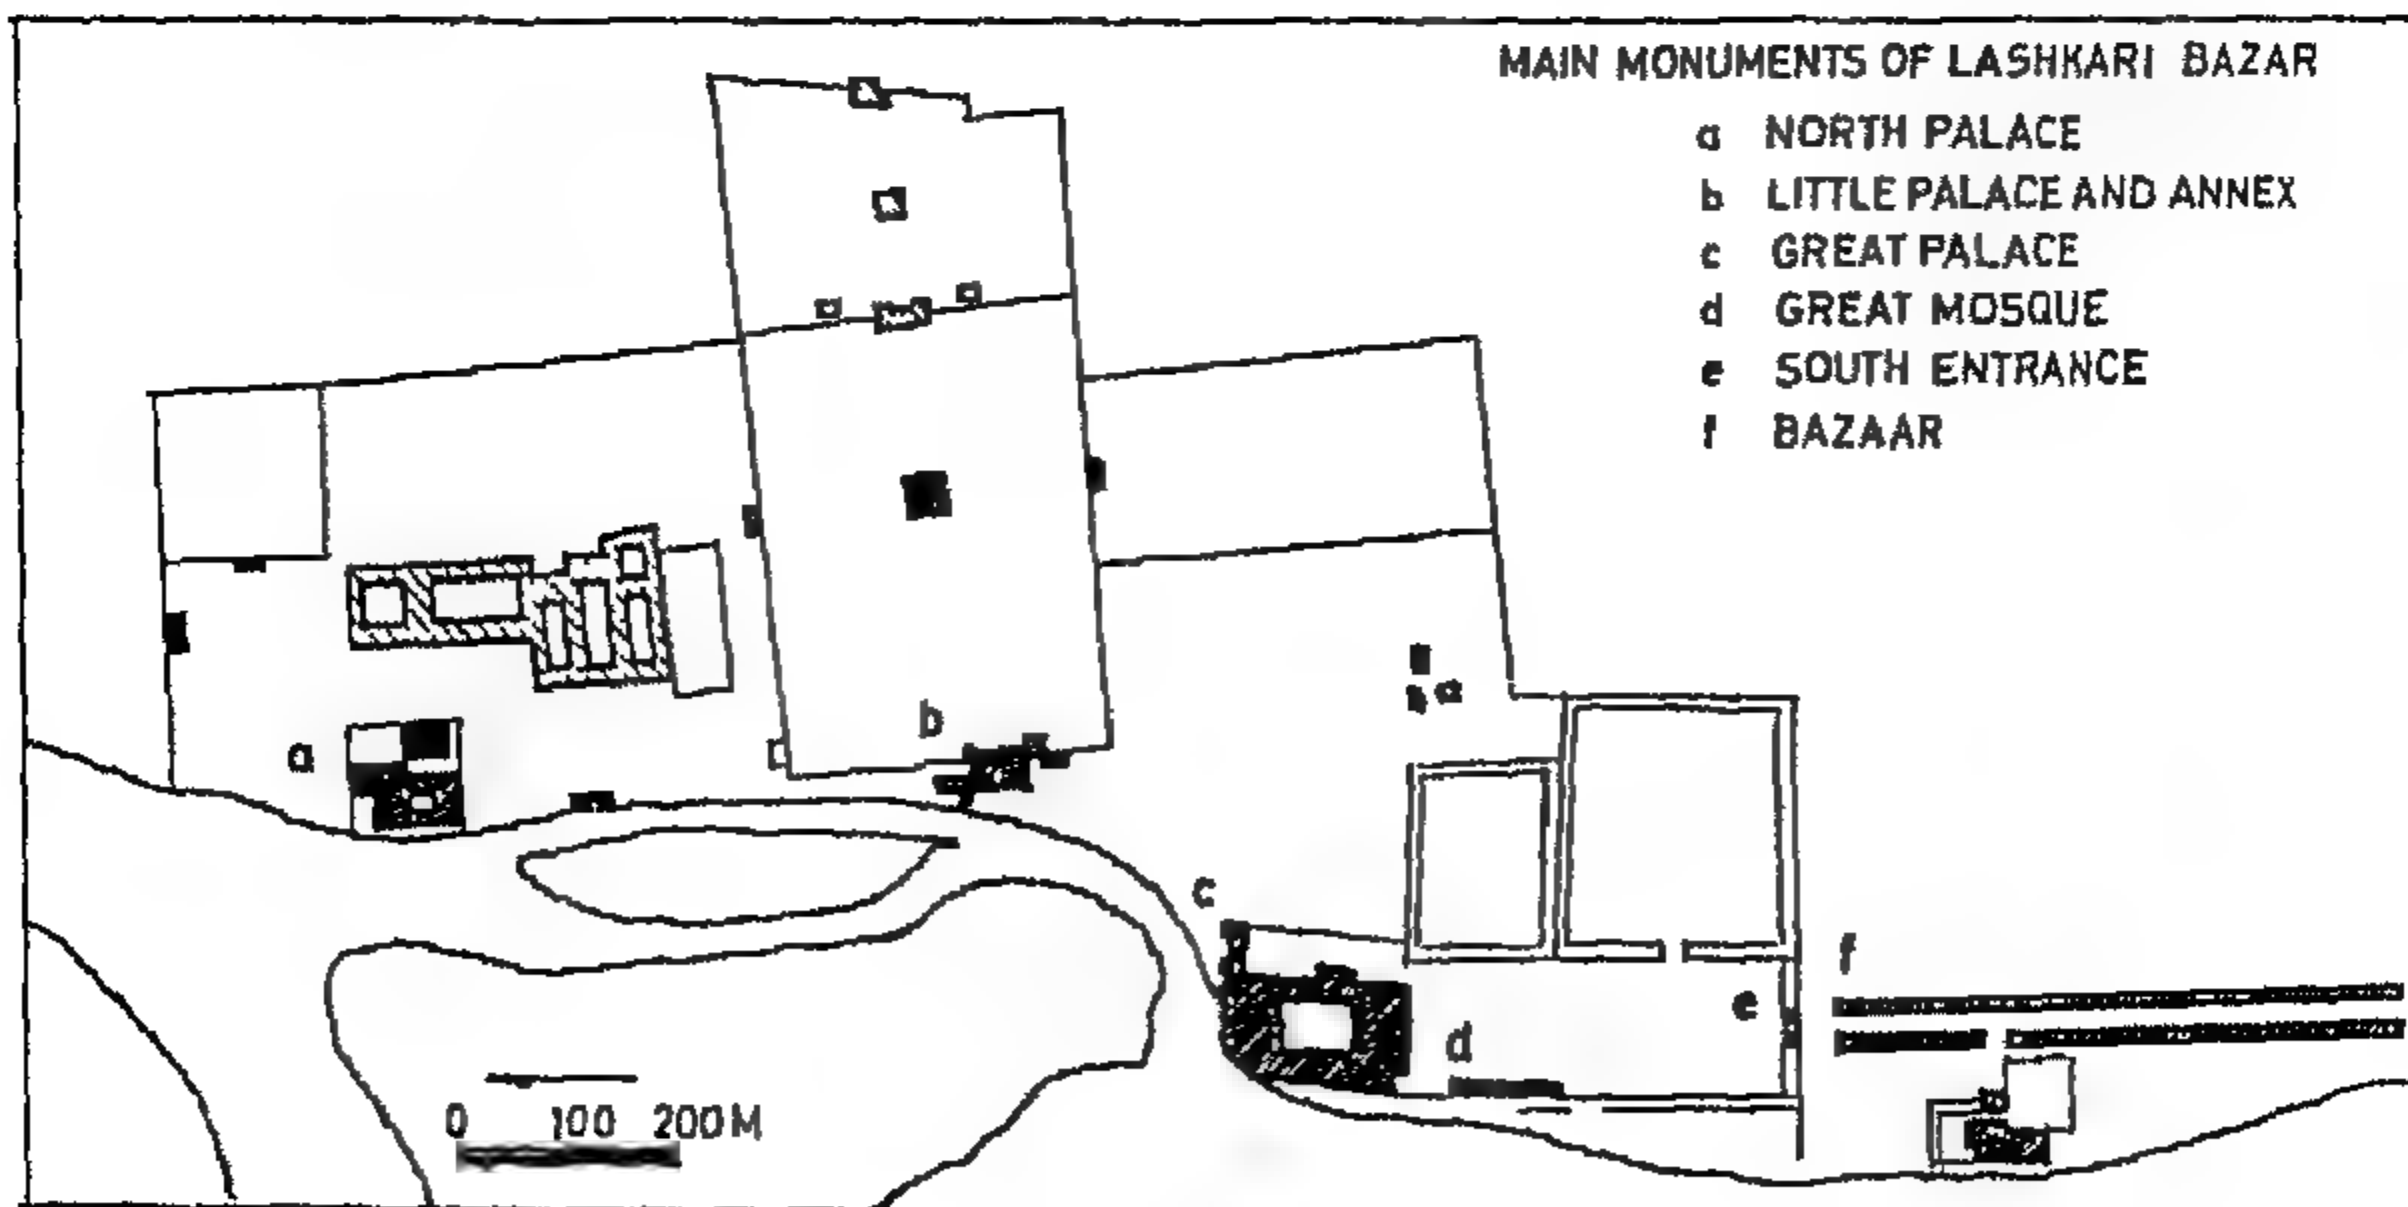 MAIN MONUMENTS OF LASHKARI BAZAR
a NORTH PALACE
b LITTLE PALACE AND ANNEX
c GREAT PALACE
d GREAT MOSQUE
e SOUTH ENTRANCE
f BAZAAR
b
a
a
c
f
e
d
0 100 200M